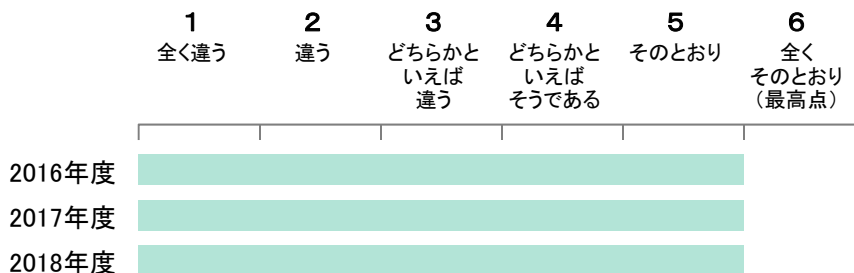 1 2 3 4 5 6
全く違う 違う どちらかと どちらかと そのとおり 全く
いえば いえば そのとおり
違う そうである （最高点）
2016年度
2017年度
2018年度